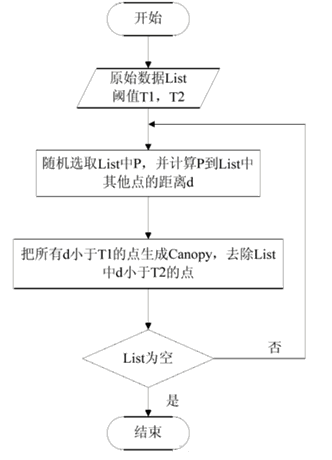 开始
原始数据List
阈值T1，T2
随机选取List中P，并计算P到List中
其他点的距离d
把所有d小于T1的点生成Canopy，去除List
中d小于T2的点
List为空
否
是
结束